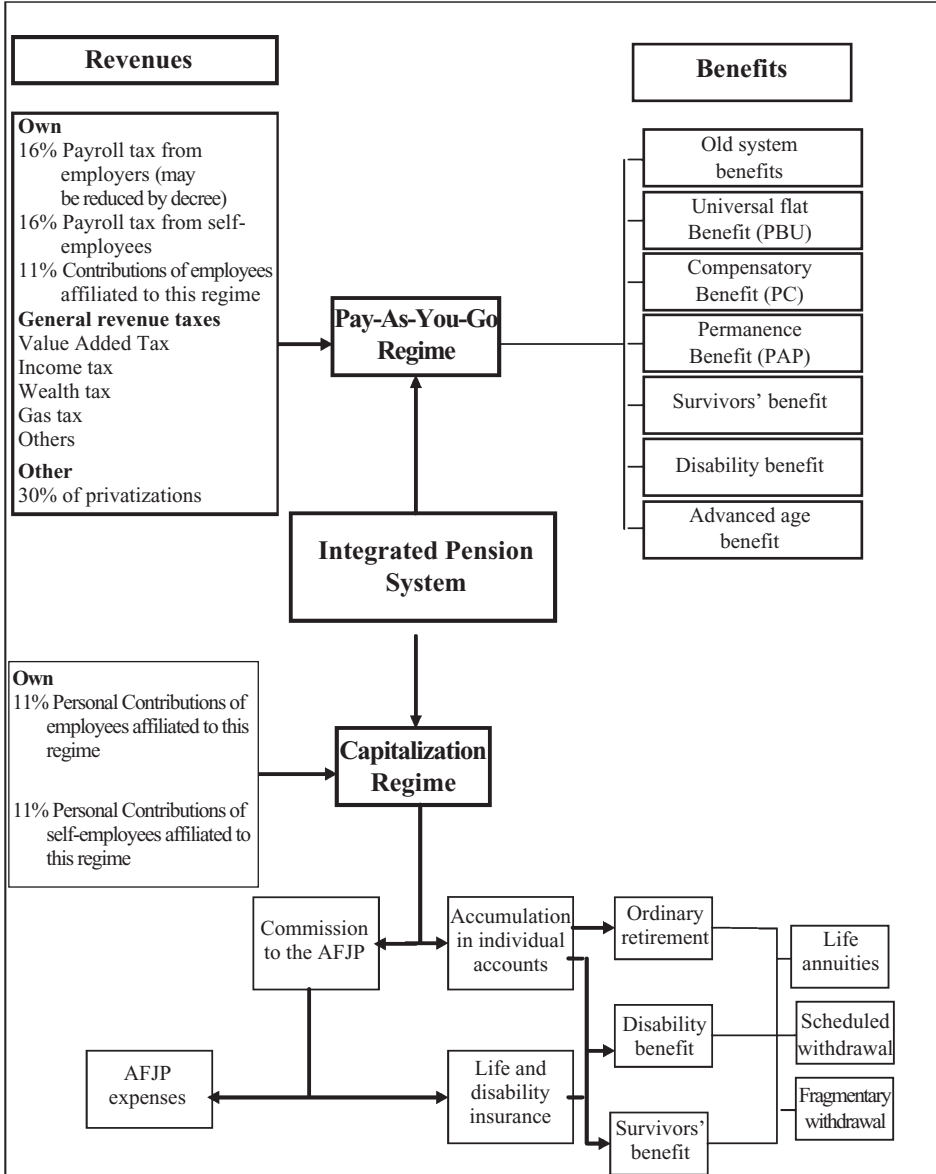 Revenues
Benefits
Own
16% Payroll tax from
employers (may
be reduced by decree)
16% Payroll tax from self-
employees
11% Contributions of employees
affiliated to this regime
General revenue taxes
Value Added Tax
Income tax
Wealth tax
Gas tax
Others
Other
30% of privatizations
Pay-As-You-Go
Regime
Old system
benefits
Universal flat
Benefit (PBU)
Compensatory
Benefit (PC)
Permanence
Benefit (PAP)
Survivors’ benefit
Disability benefit
Advanced age
benefit
Integrated Pension
System
Own
11% Personal Contributions of
employees affiliated to this
regime
11% Personal Contributions of
self-employees affiliated to
this regime
Capitalization
Regime
Commission
to the AFJP
Accumulation
in individual
accounts
Ordinary
retirement
Life
annuities
Disability
benefit
Scheduled
withdrawal
AFJP
expenses
Life and
disability
insurance
Survivors’
benefit
Fragmentary
withdrawal